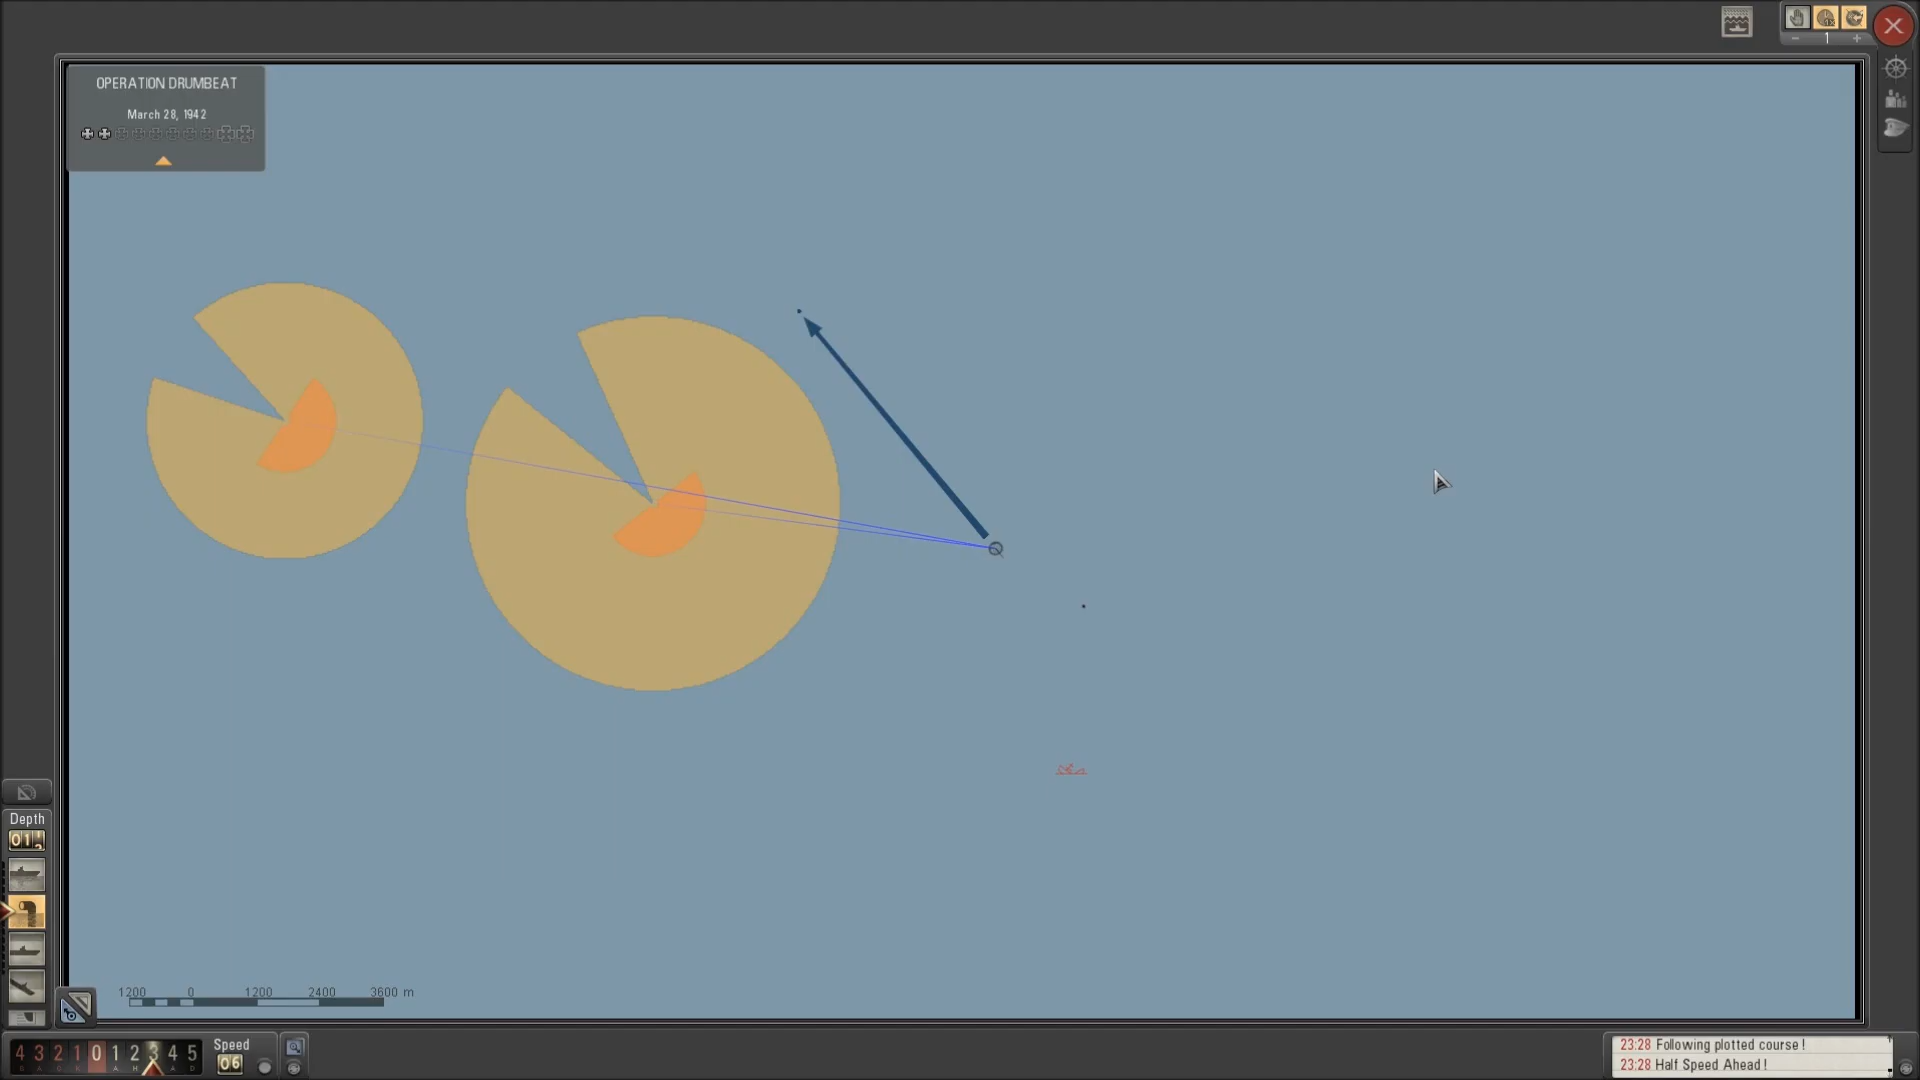 OPERATION DRUMBEAT
March 28, 1942
1
Depth
01
1200 0 1200 2400 3600 m
4 3 2 1 0 1 2 3 4 5
Speed
06
23:28 Following plotted course !
23:28 Half Speed Ahead !